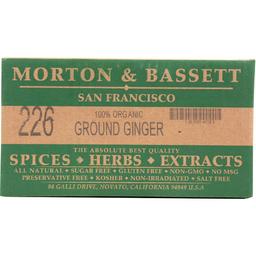 MORTON & BASSETT
SAN FRANCISCO
226
100% ORGANIC
GROUND GINGER
THE ABSOLUTE BEST QUALITY
SPICES • HERBS • EXTRACTS
ALL NATURAL • SUGAR FREE • GLUTEN FREE • NON-GMO • NO MSG
PRESERVATIVE FREE • KOSHER • NON-IRRADIATED • SALT FREE
84 GALLI DRIVE, NOVATO, CALIFORNIA 94949 U.S.A